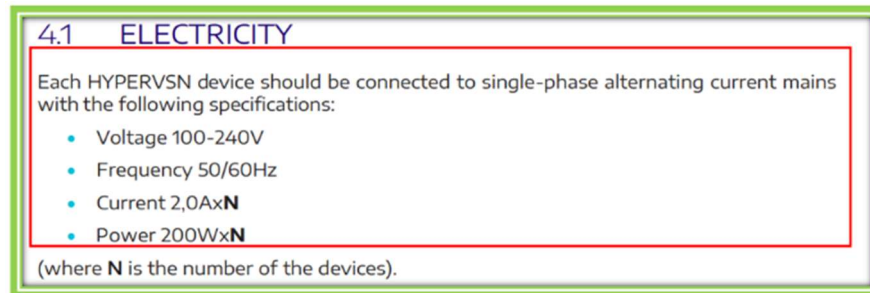 4.1 ELECTRICITY
Each HYPERVSN device should be connected to single-phase alternating current mains
with the following specifications:
• Voltage 100-240V
• Frequency 50/60Hz
• Current 2,0AxN
• Power 200WxN
(where N is the number of the devices).